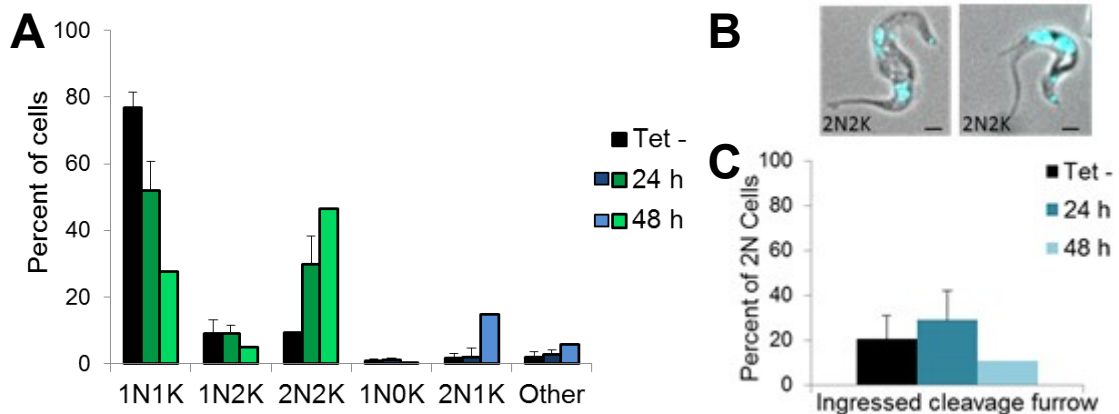 A
Percent of cells
100
80
60
40
20
0
1N1K 1N2K 2N2K 1N0K 2N1K Other
Tet -
24 h
48 h
B
2N2K
2N2K
C
Percent of 2N Cells
100
80
60
40
20
0
Ingressed cleavage furrow
Tet -
24 h
48 h